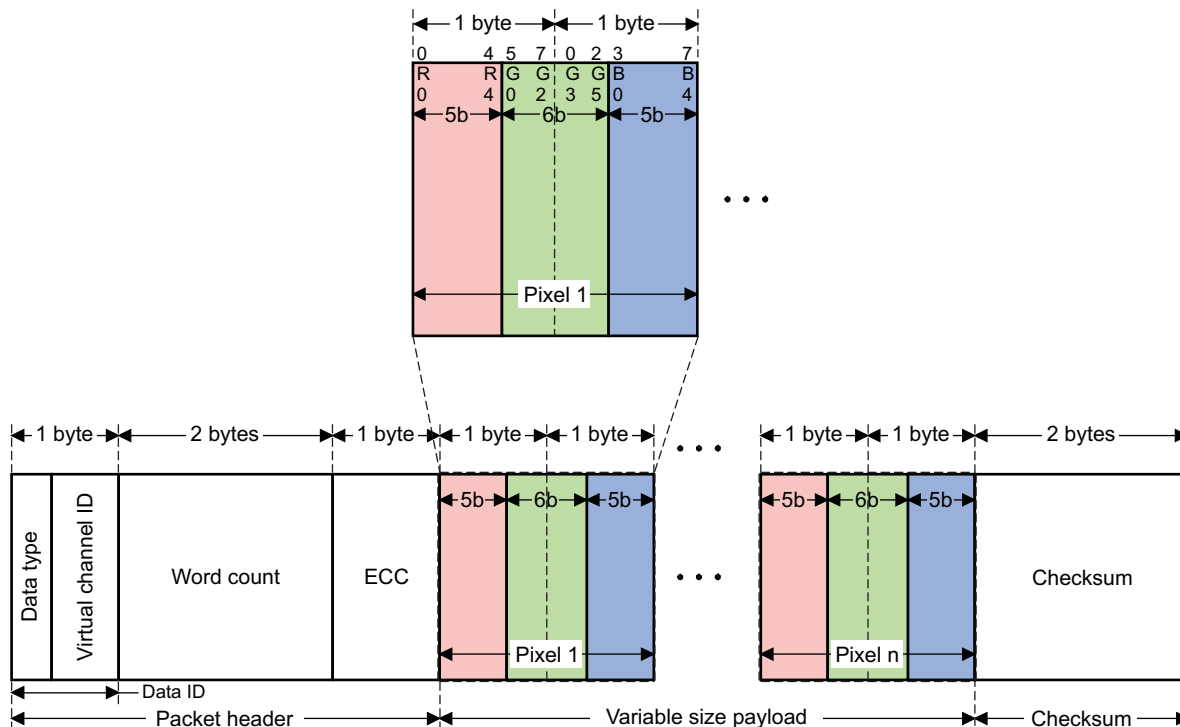 1 byte 1 byte
0 4 5 7 0 2 3 7
R R G G G G B B
0 4 0 2 3 5 0 4
5b 6b 5b
Pixel 1
1 byte 2 bytes 1 byte 1 byte 1 byte 1 byte 1 byte 2 bytes
5b 6b 5b 5b 6b 5b
Data type
Virtual channel ID
Word count ECC Checksum
Pixel 1 Pixel n
Data ID
Packet header Variable size payload Checksum